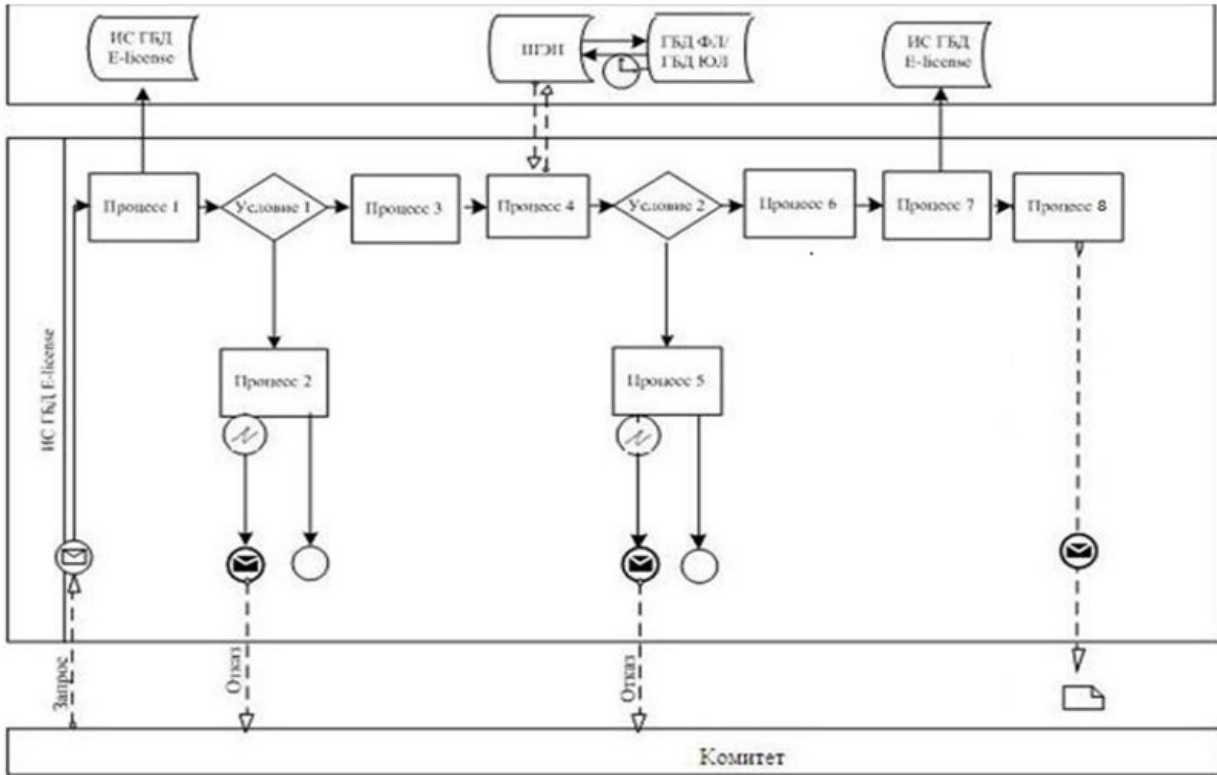 ИС ГБД
E-license
ШЭП
ГБД ФЛ/
ГБД ЮЛ
ИС ГБД
E-license
ИС ГБД E-license
Процесс 1
Условие 1
Процесс 3
Процесс 4
Условие 2
Процесс 6
Процесс 7
Процесс 8
Процесс 2
Процесс 5
Запрос
Отказ
Отказ
Комитет